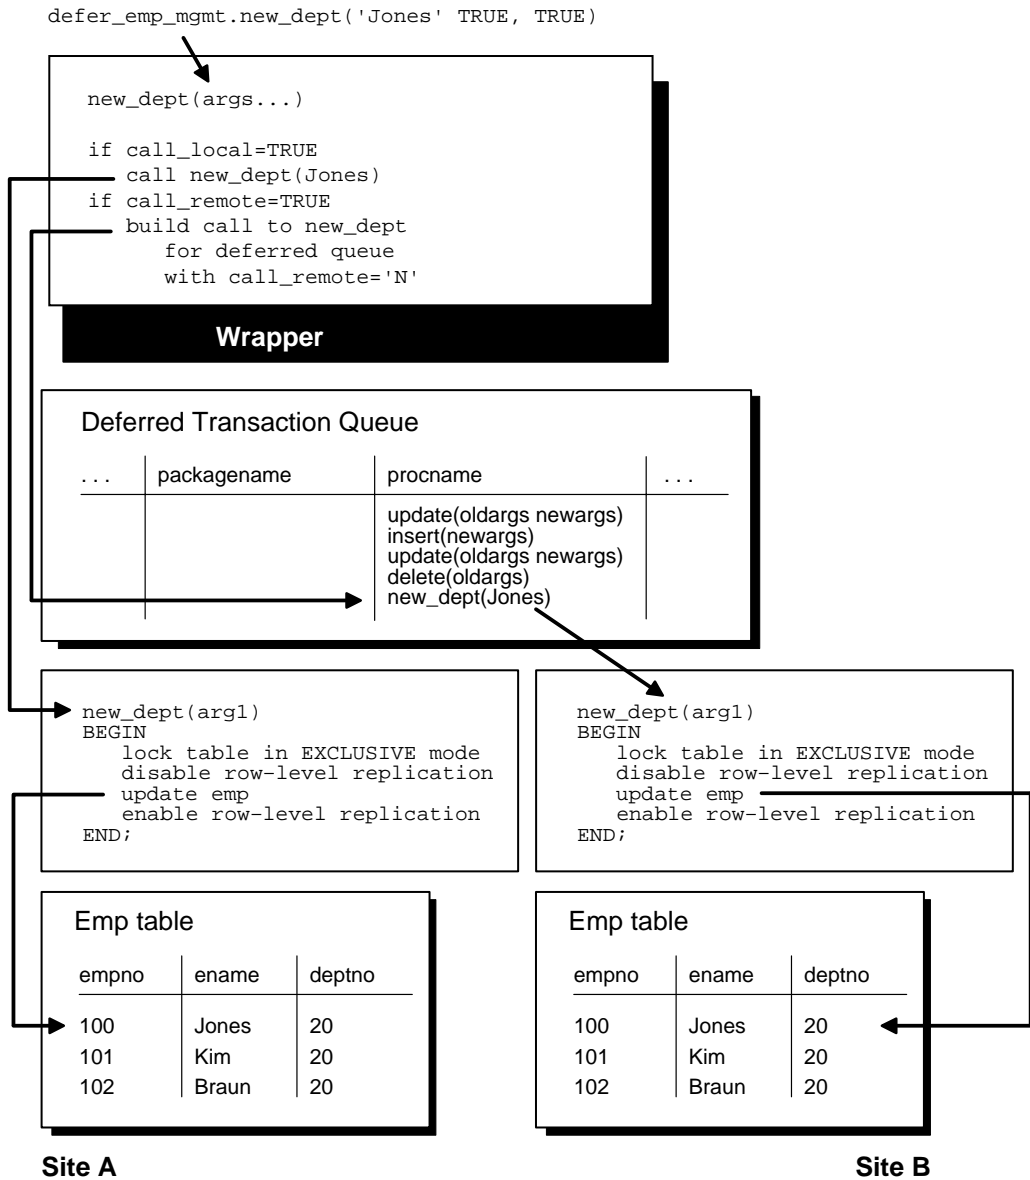 defer_emp_mgmt.new_dept('Jones' TRUE, TRUE)
new_dept(args...)
if call_local=TRUE
call new_dept(Jones)
if call_remote=TRUE
build call to new_dept
for deferred queue
with call_remote='N'
Wrapper
Deferred Transaction Queue
... packagename procname ...
update(oldargs newargs)
insert(newargs)
update(oldargs newargs)
delete(oldargs)
new_dept(Jones)
new_dept(arg1)
BEGIN
lock table in EXCLUSIVE mode
disable row-level replication
update emp
enable row-level replication
END;
new_dept(arg1)
BEGIN
lock table in EXCLUSIVE mode
disable row-level replication
update emp
enable row-level replication
END;
Emp table
empno ename deptno
100 Jones 20
101 Kim 20
102 Braun 20
Emp table
empno ename deptno
100 Jones 20
101 Kim 20
102 Braun 20
Site A
Site B